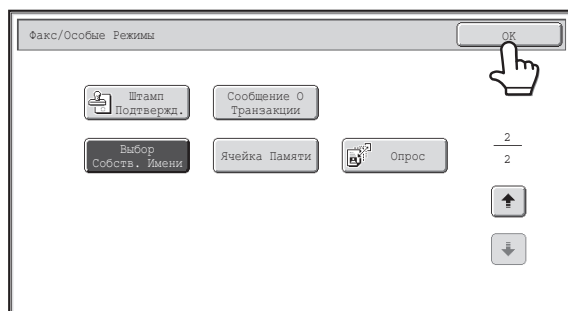 Факс/Особые Режимы
OK
Штамп
Подтвержд.
Сообщение О
Транзакции
Выбор
Собств. Имени
Ячейка Памяти
Опрос
2
2